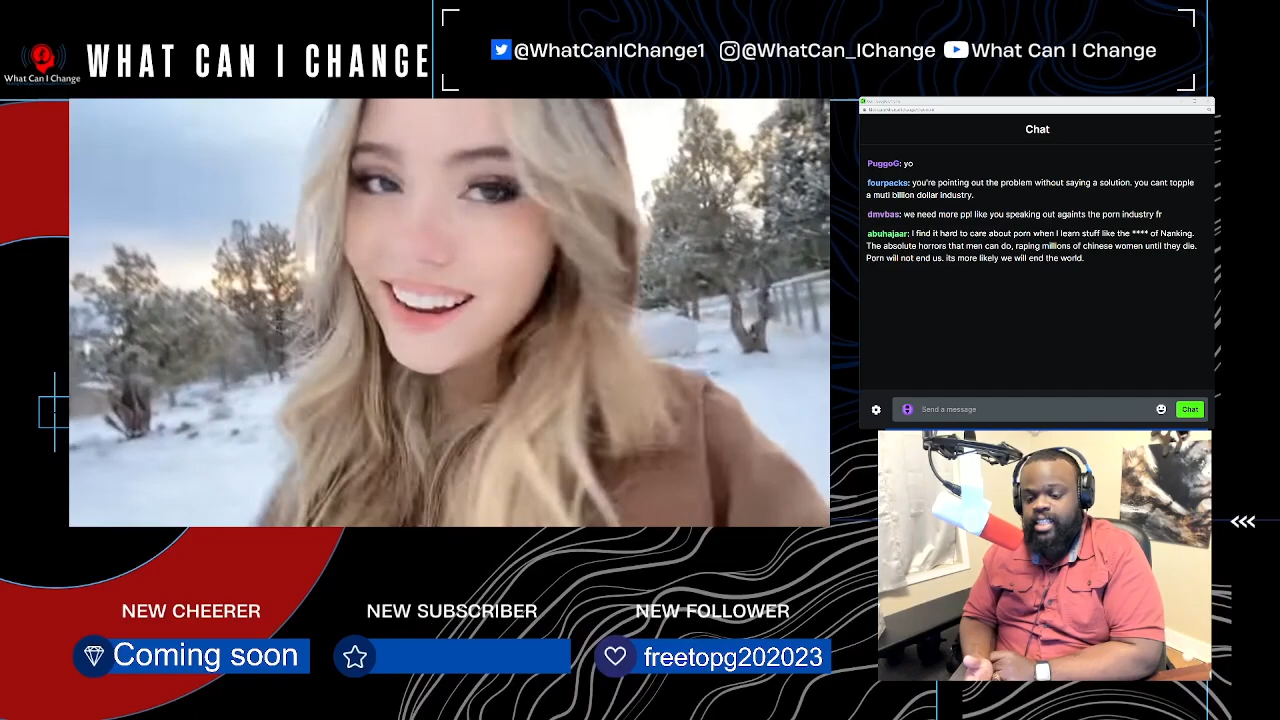 What Can I Change
WHAT CAN I CHANGE
@WhatCanIChange1 @WhatCan_IChange What Can I Change
Chat
PuggoG: yo
fourpacks: you're pointing out the problem without saying a solution. you cant topple
a muti billion dollar industry.
dmvbas: we need more ppl like you speaking out againts the porn industry fr
abuhajaar: I find it hard to care about porn when I learn stuff like the **** of Nanking.
The absolute horrors that men can do, raping millions of chinese women until they die.
Porn will not end us. its more likely we will end the world.
Send a message
Chat
NEW CHEERER
NEW SUBSCRIBER
NEW FOLLOWER
Coming soon
freetopg202023